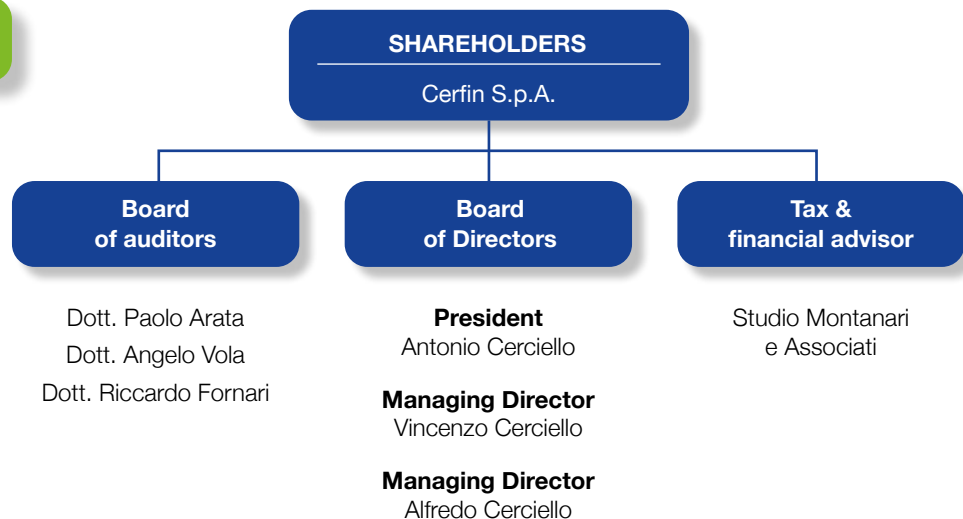 SHAREHOLDERS
Cerfin S.p.A.
Board
of auditors
Dott. Paolo Arata
Dott. Angelo Vola
Dott. Riccardo Fornari
Board
of Directors
President
Antonio Cerciello
Managing Director
Vincenzo Cerciello
Managing Director
Alfredo Cerciello
Tax &
financial advisor
Studio Montanari
e Associati